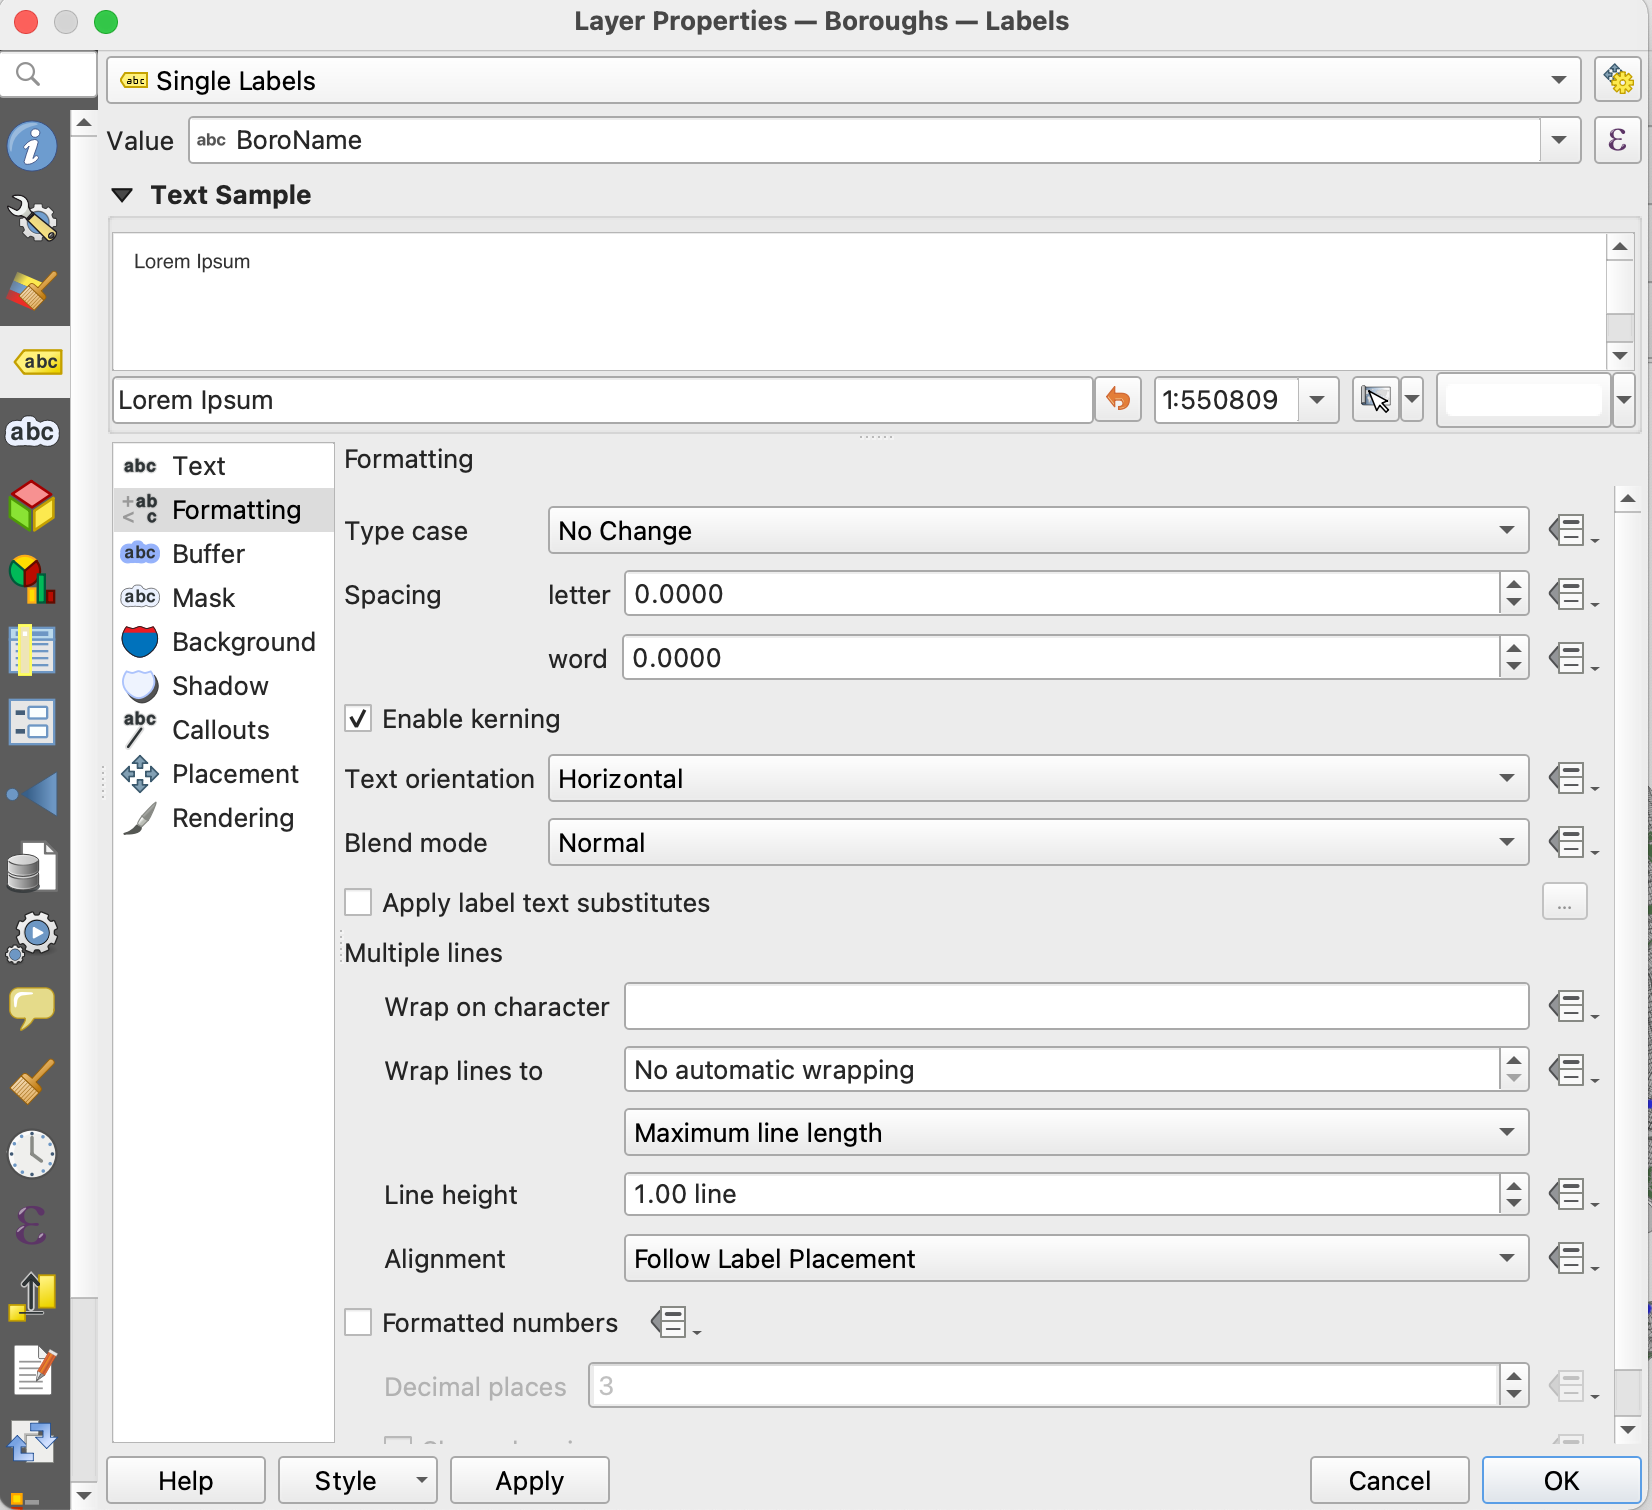 Layer Properties — Boroughs — Labels
abc Single Labels
Value abc BoroName ε
Text Sample
Lorem Ipsum
abc
Lorem Ipsum 1:550809
abc
abc Text
Formatting
+ab < c Formatting
Type case No Change
abc Buffer
Spacing letter 0.0000
abc Mask
Background
word 0.0000
Shadow
abc Callouts
Enable kerning
Placement
Text orientation Horizontal
Rendering
Blend mode Normal
Apply label text substitutes ...
Multiple lines
Wrap on character
Wrap lines to No automatic wrapping
Maximum line length
Line height 1.00 line
ε
Alignment Follow Label Placement
Formatted numbers
Decimal places 3
Help Style Apply Cancel OK